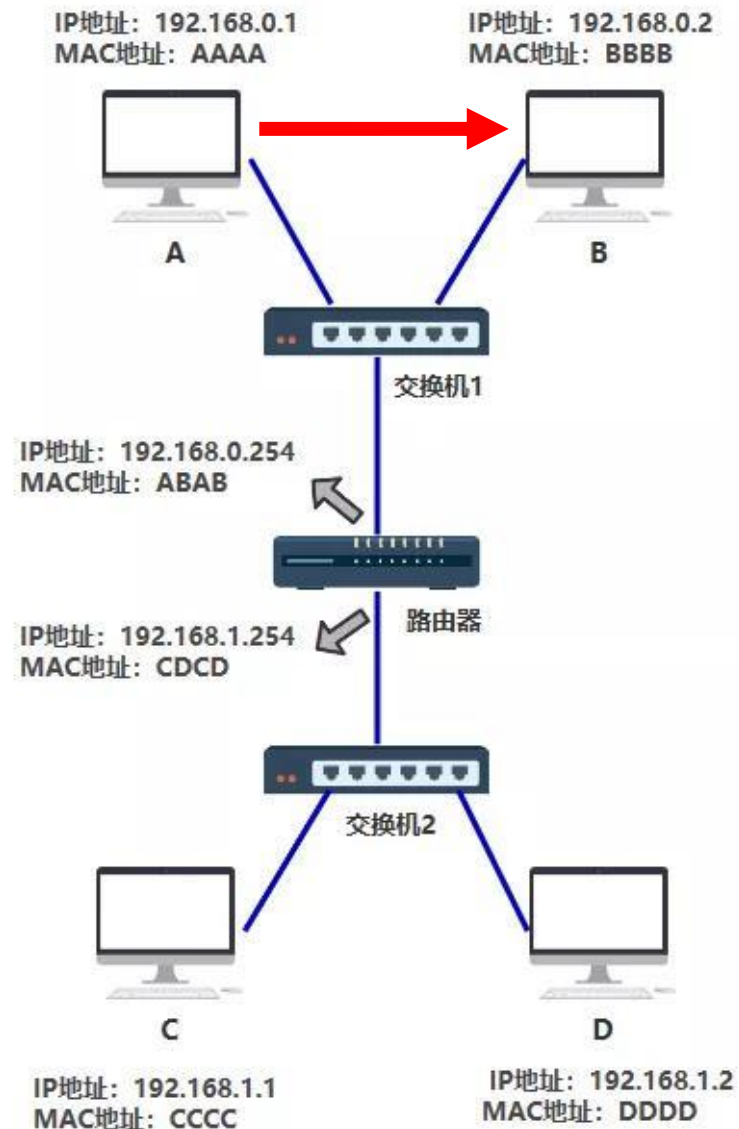 IP地址：192.168.0.1
MAC地址：AAAA
IP地址：192.168.0.2
MAC地址：BBBB
A
B
交换机1
IP地址：192.168.0.254
MAC地址：ABAB
路由器
IP地址：192.168.1.254
MAC地址：CDCD
交换机2
C
D
IP地址：192.168.1.1
MAC地址：CCCC
IP地址：192.168.1.2
MAC地址：DDDD